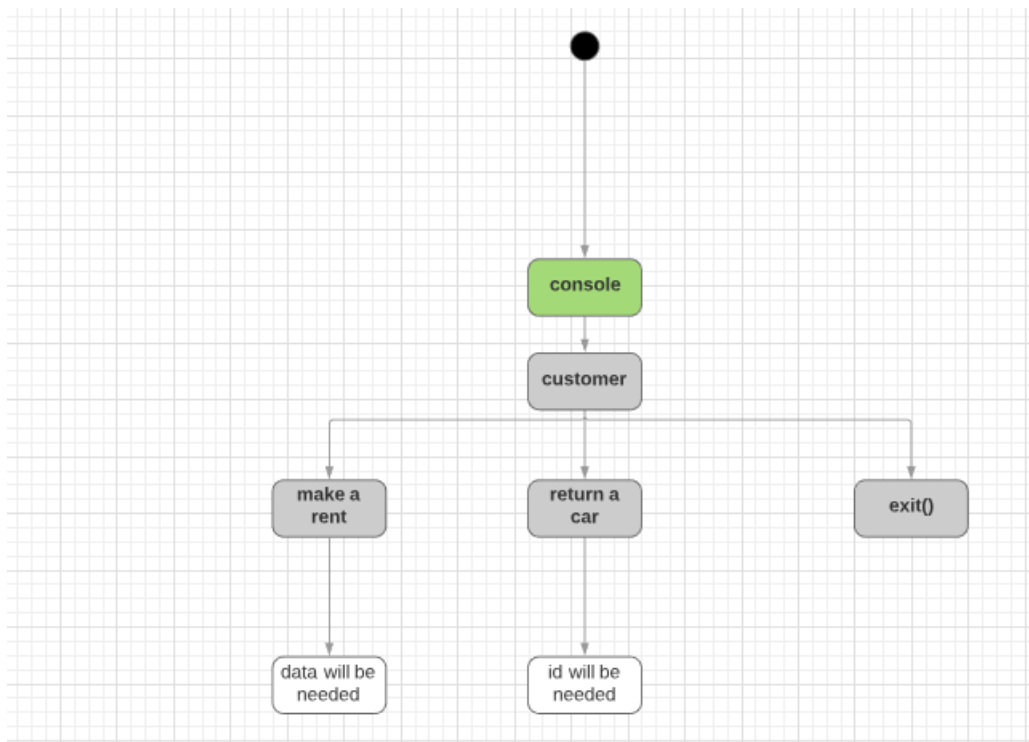 console
customer
make a
rent
return a
car
exit()
data will be
needed
id will be
needed